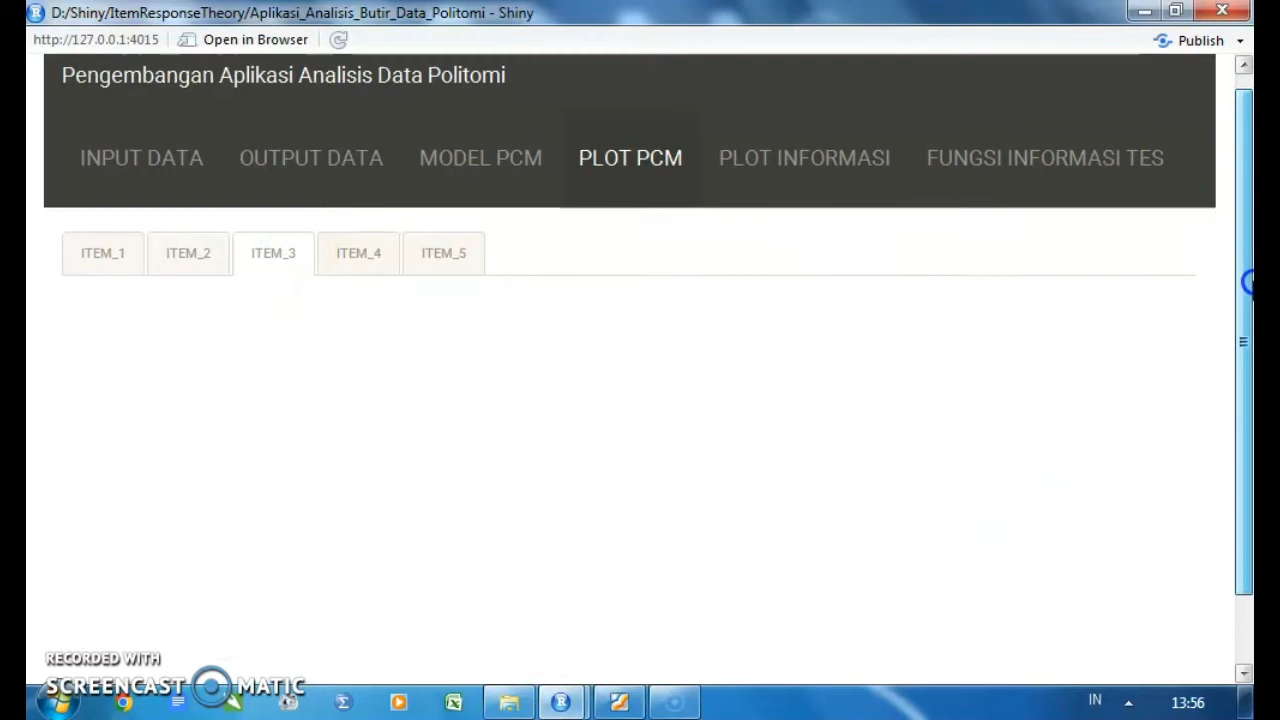 D:/Shiny/ItemResponseTheory/Aplikasi_Analisis_Butir_Data_Politomi - Shiny
http://127.0.0.1:4015 Open in Browser Publish
Pengembangan Aplikasi Analisis Data Politomi
INPUT DATA OUTPUT DATA MODEL PCM PLOT PCM PLOT INFORMASI FUNGSI INFORMASI TES
ITEM_1 ITEM_2 ITEM_3 ITEM_4 ITEM_5
RECORDED WITH
SCREENCAST MATIC
IN 13:56